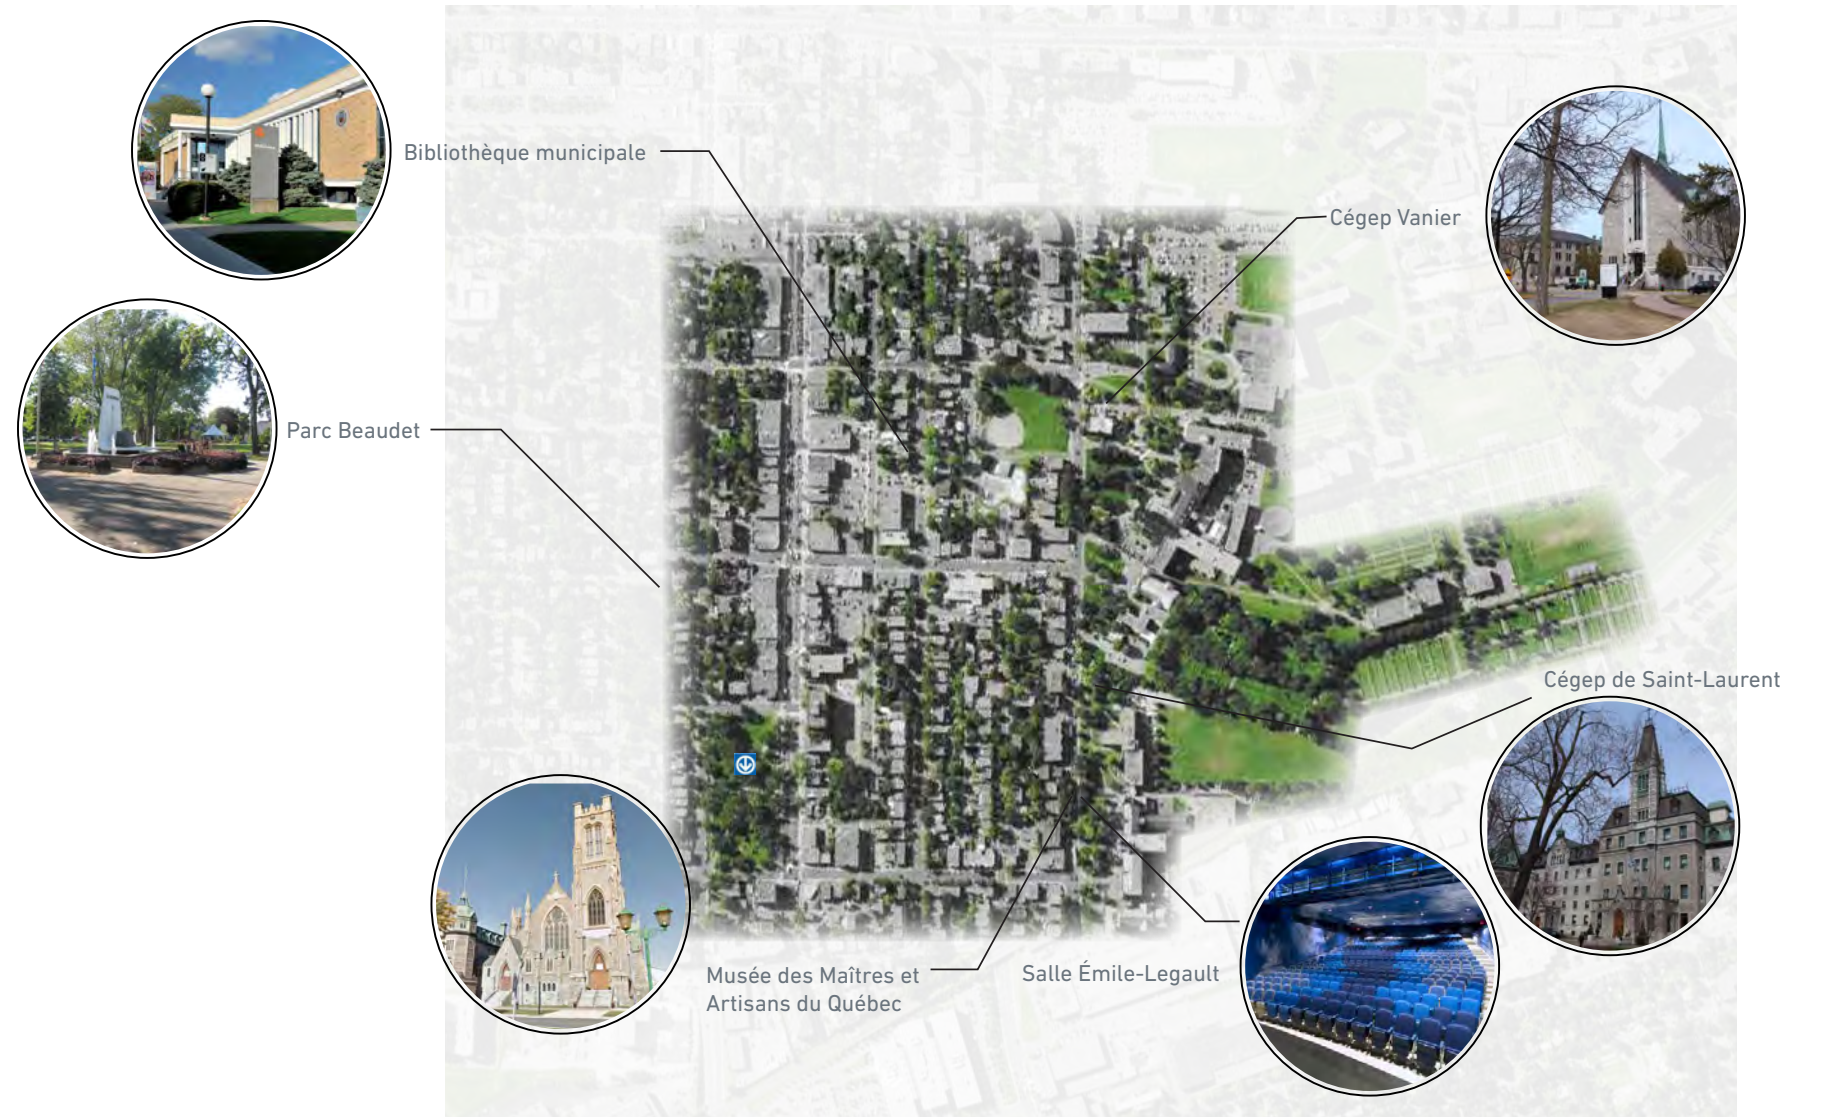 Bibliothèque municipale
Cégep Vanier
Parc Beaudet
Cégep de Saint-Laurent
Musée des Maîtres et
Artisans du Québec
Salle Émile-Legault